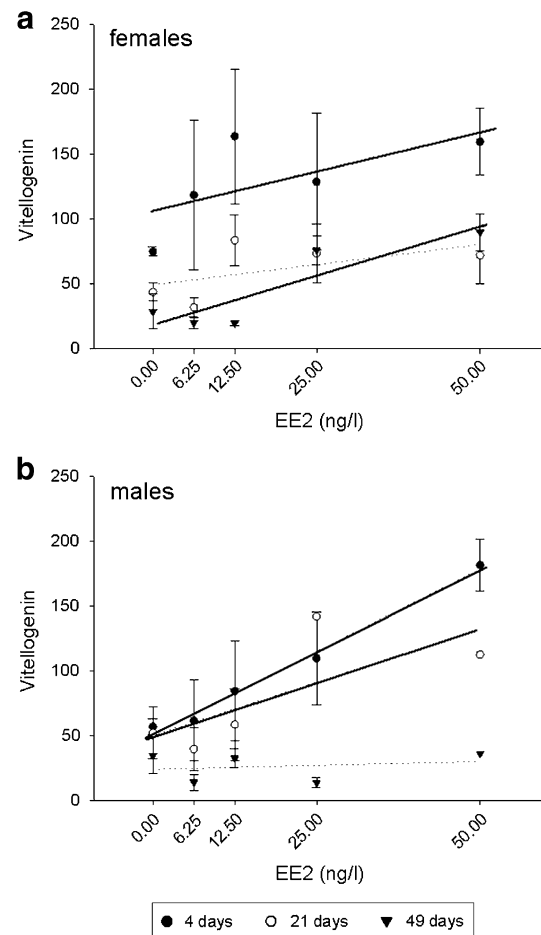 a
females
250
200
150
100
50
0
Vitellogenin
0.00 6.25 12.50 25.00 50.00
EE2 (ng/l)
b
males
250
200
150
100
50
0
Vitellogenin
0.00 6.25 12.50 25.00 50.00
EE2 (ng/l)
4 days 21 days 49 days